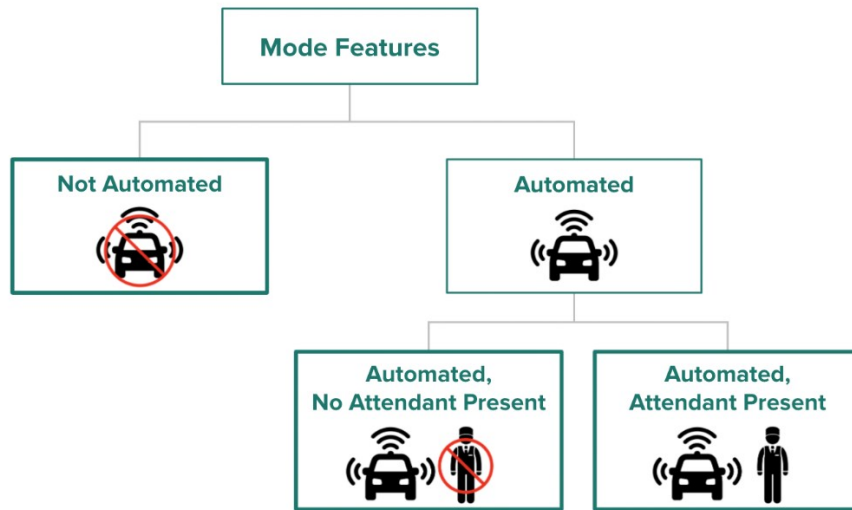 Mode Features
Not Automated
Automated
Automated,
No Attendant Present
Automated,
Attendant Present